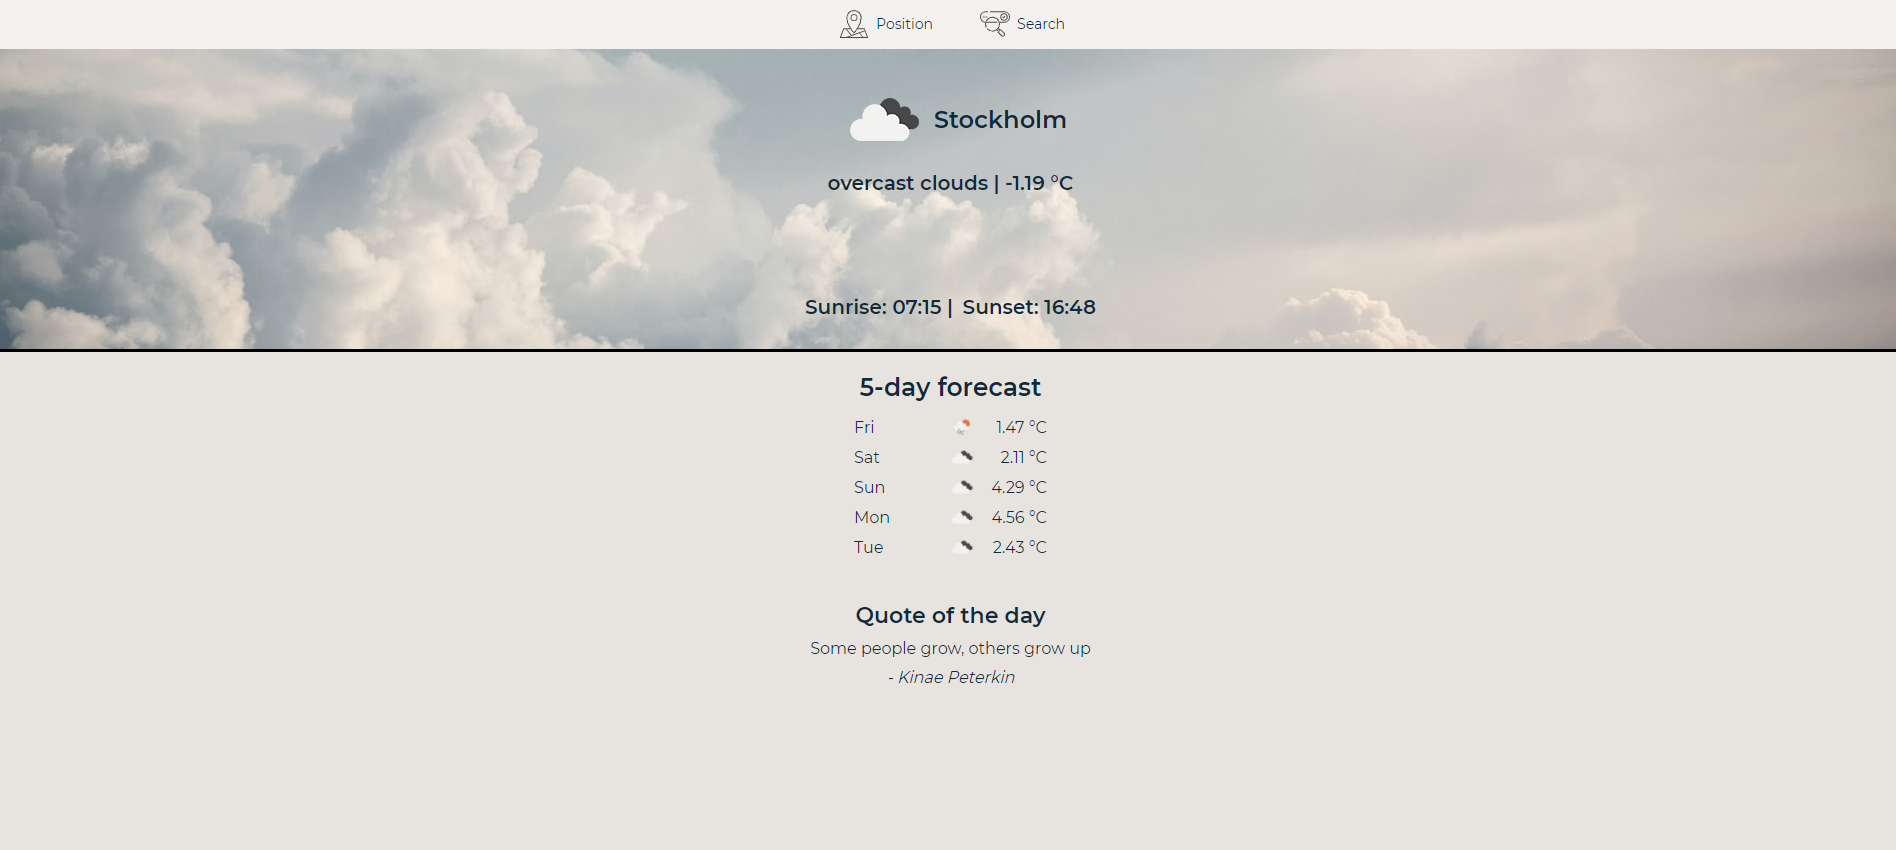 Position Search
Stockholm
overcast clouds | -1.19 °C
Sunrise: 07:15 | Sunset: 16:48
5-day forecast
Fri 1.47 °C
Sat 2.11 °C
Sun 4.29 °C
Mon 4.56 °C
Tue 2.43 °C
Quote of the day
Some people grow, others grow up
- Kinae Peterkin